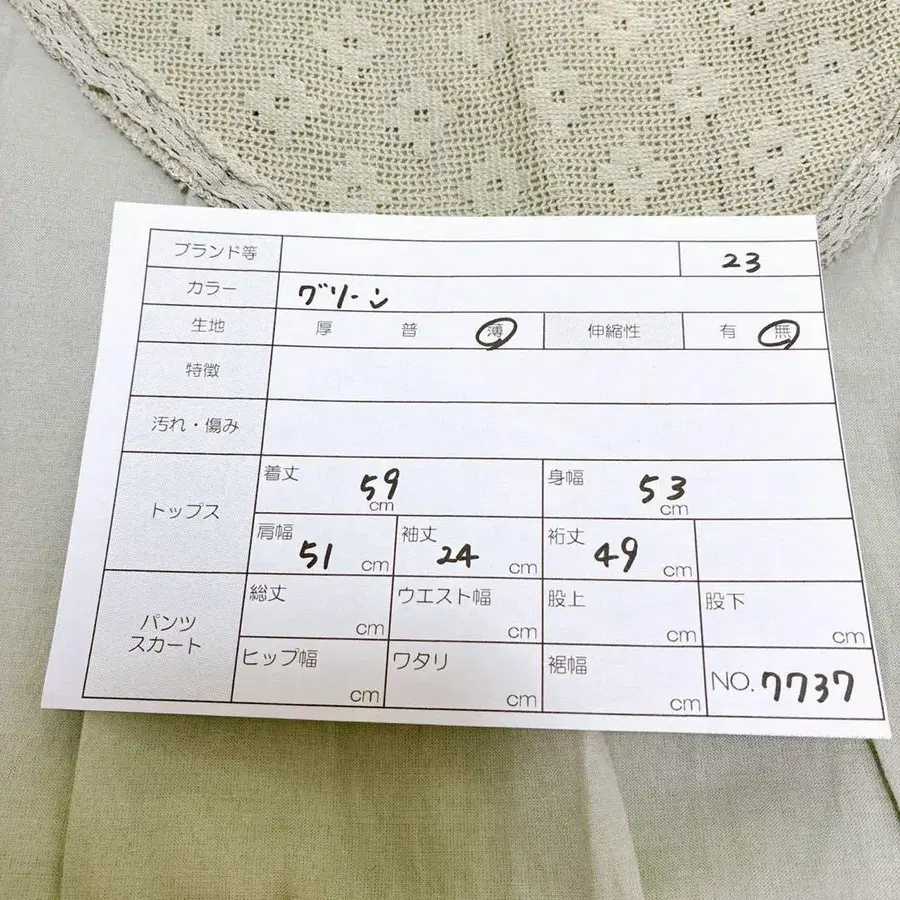 ブランド等 23
カラー グリーン
生地 厚 普 薄 伸縮性 有 無
特徴
汚れ・傷み
トップス
着丈 59 cm 身幅 53 cm
肩幅 51 cm 袖丈 24 cm 裄丈 49 cm
パンツ
スカート
総丈 cm ウエスト幅 cm 股上 cm 股下 cm
ヒップ幅 cm ワタリ cm 裾幅 cm NO. 7737